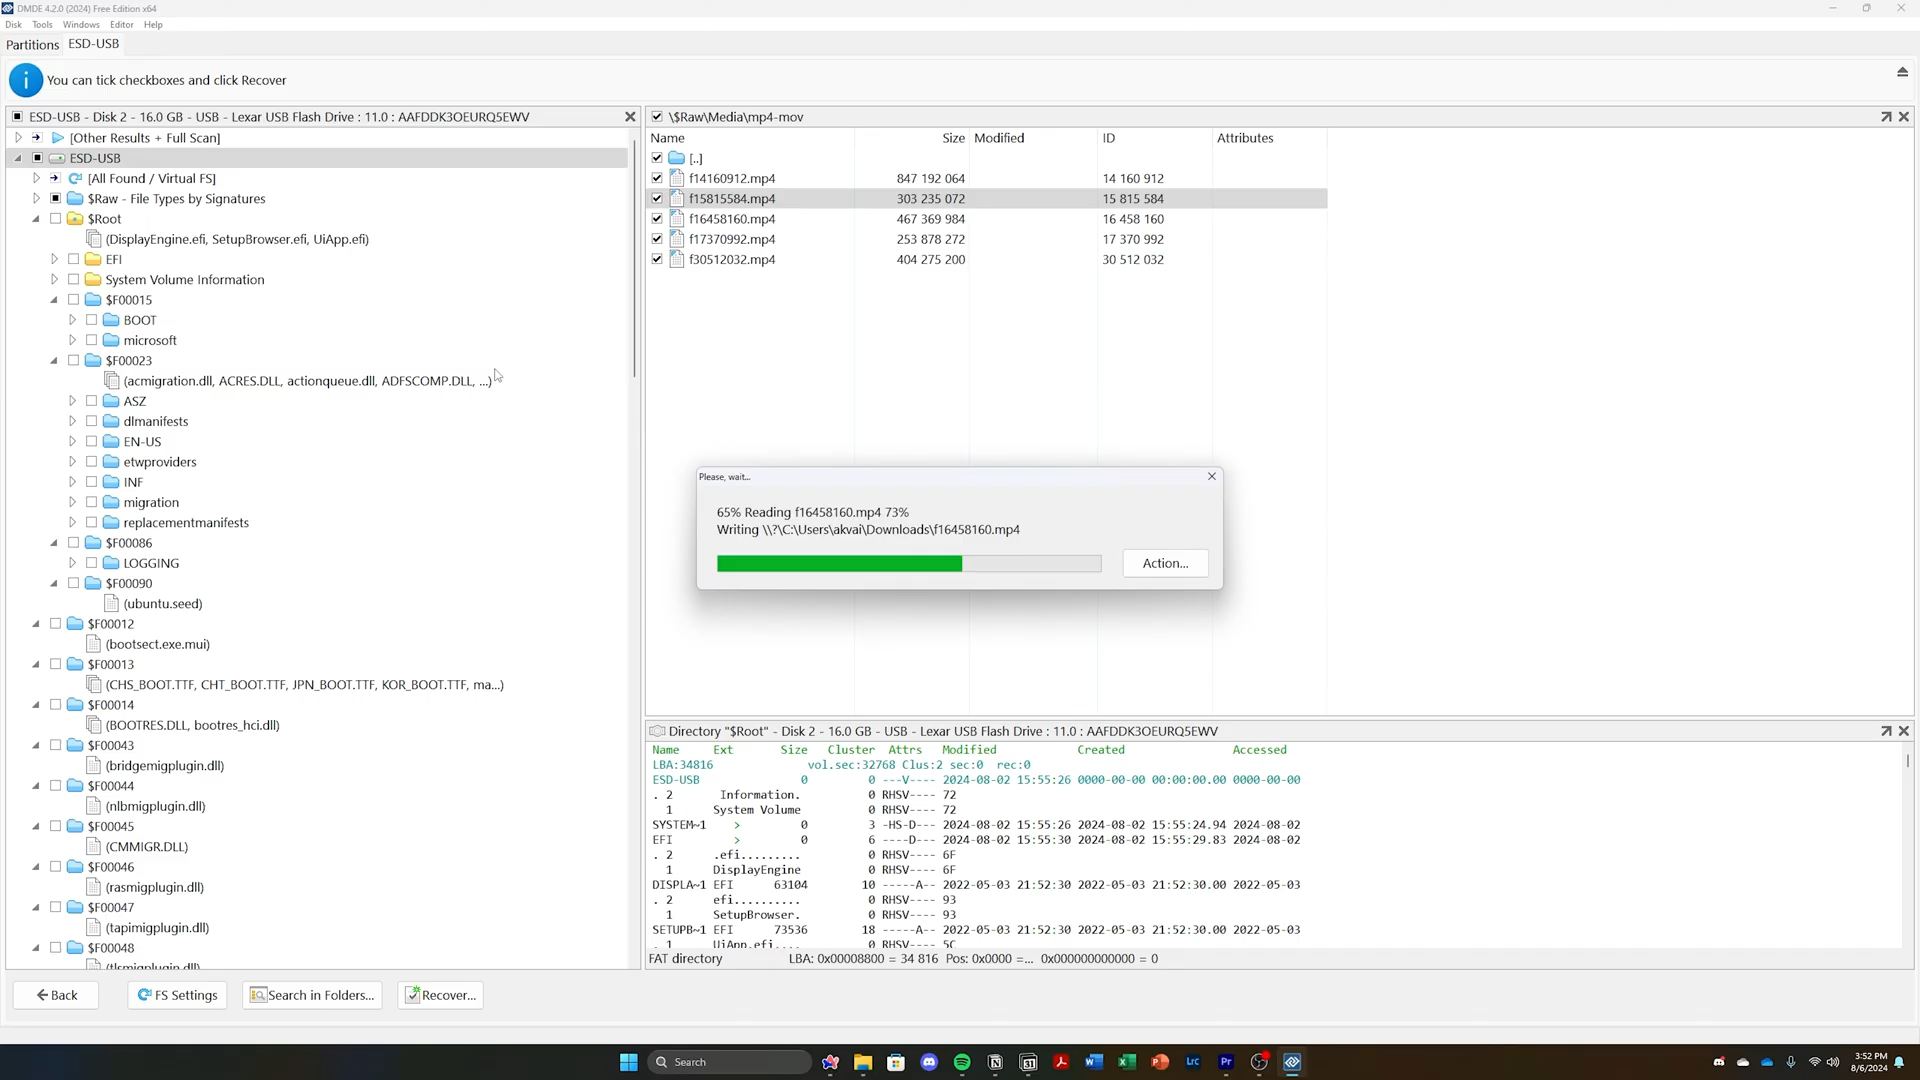 DMDE 4.2.0 (2024) Free Edition x64
Disk Tools Windows Editor Help
Partitions ESD-USB
You can tick checkboxes and click Recover
ESD-USB - Disk 2 - 16.0 GB - USB - Lexar USB Flash Drive : 11.0 : AAFDDK3OEURQ5EWV
[Other Results + Full Scan]
ESD-USB
[All Found / Virtual FS]
$Raw - File Types by Signatures
$Root
(DisplayEngine.efi, SetupBrowser.efi, UiApp.efi)
EFI
System Volume Information
$F00015
BOOT
microsoft
$F00023
(acmigration.dll, ACRES.DLL, actionqueue.dll, ADFSCOMP.DLL, ...)
ASZ
dlmanifests
EN-US
etwproviders
INF
migration
replacementmanifests
$F00086
LOGGING
$F00090
(ubuntu.seed)
$F00012
(bootsect.exe.mui)
$F00013
(CHS_BOOT.TTF, CHT_BOOT.TTF, JPN_BOOT.TTF, KOR_BOOT.TTF, ma...)
$F00014
(BOOTRES.DLL, bootres_hci.dll)
$F00043
(bridgemigplugin.dll)
$F00044
(nlbmigplugin.dll)
$F00045
(CMMIGR.DLL)
$F00046
(rasmigplugin.dll)
$F00047
(tapimigplugin.dll)
$F00048
(tlsmigplugin.dll)
\$Raw\Media\mp4-mov
Name Size Modified ID Attributes
[..]
f14160912.mp4 847 192 064 14 160 912
f15815584.mp4 303 235 072 15 815 584
f16458160.mp4 467 369 984 16 458 160
f17370992.mp4 253 878 272 17 370 992
f30512032.mp4 404 275 200 30 512 032
Please, wait...
65% Reading f16458160.mp4 73%
Writing \\?\C:\Users\akvai\Downloads\f16458160.mp4
Action...
Directory "$Root" - Disk 2 - 16.0 GB - USB - Lexar USB Flash Drive : 11.0 : AAFDDK3OEURQ5EWV
Name Ext Size Cluster Attrs Modified Created Accessed
LBA:34816 vol.sec:32768 Clus:2 sec:0 rec:0
ESD-USB 0 0 ---V---- 2024-08-02 15:55:26 0000-00-00 00:00:00.00 0000-00-00
. 2 Information. 0 RHSV---- 72
1 System Volume 0 RHSV---- 72
SYSTEM~1 > 0 3 -HS-D--- 2024-08-02 15:55:26 2024-08-02 15:55:24.94 2024-08-02
EFI > 0 6 ----D--- 2024-08-02 15:55:30 2024-08-02 15:55:29.83 2024-08-02
. 2 .efi......... 0 RHSV---- 6F
1 DisplayEngine 0 RHSV---- 6F
DISPLA~1 EFI 63104 10 -----A-- 2022-05-03 21:52:30 2022-05-03 21:52:30.00 2022-05-03
. 2 efi.......... 0 RHSV---- 93
1 SetupBrowser. 0 RHSV---- 93
SETUPB~1 EFI 73536 18 -----A-- 2022-05-03 21:52:30 2022-05-03 21:52:30.00 2022-05-03
. 1 UiApp.efi.... 0 RHSV---- 5C
FAT directory LBA: 0x00008800 = 34 816 Pos: 0x0000 =... 0x000000000000 = 0
Back FS Settings Search in Folders... Recover...
Search
31
W
X
P
Lrc
Pr
3:52 PM
8/6/2024